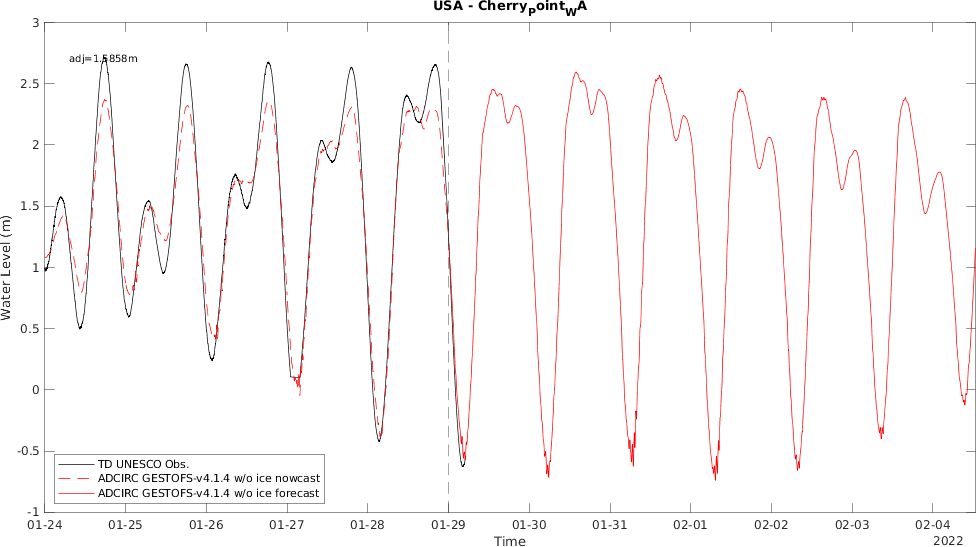 USA - CherryPointWA
adj=1.5858m
3
2.5
2
1.5
1
0.5
0
-0.5
-1
Water Level (m)
TD UNESCO Obs.
ADCIRC GESTOFS-v4.1.4 w/o ice nowcast
ADCIRC GESTOFS-v4.1.4 w/o ice forecast
01-24 01-25 01-26 01-27 01-28 01-29 01-30 01-31 02-01 02-02 02-03 02-04
Time
2022